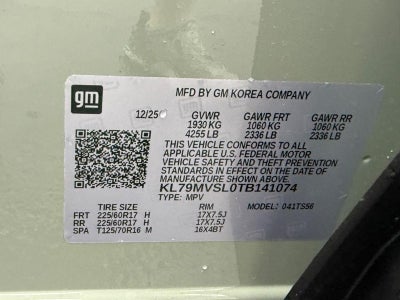 gm
MFD BY GM KOREA COMPANY
12/25 GVWR GAWR FRT GAWR RR
1930 KG 1060 KG 1060 KG
4255 LB 2336 LB 2336 LB
THIS VEHICLE CONFORMS TO ALL
APPLICABLE U.S. FEDERAL MOTOR
VEHICLE SAFETY AND THEFT PREVENTION
STANDARDS IN EFFECT ON THE DATE OF
MANUFACTURE SHOWN ABOVE.
KL79MVSL0TB141074
TYPE: MPV
TIRE SIZE RIM MODEL: 041TS56
FRT 225/60R17 H 17X7.5J
RR 225/60R17 H 17X7.5J
SPA T125/70R16 M 16X4BT